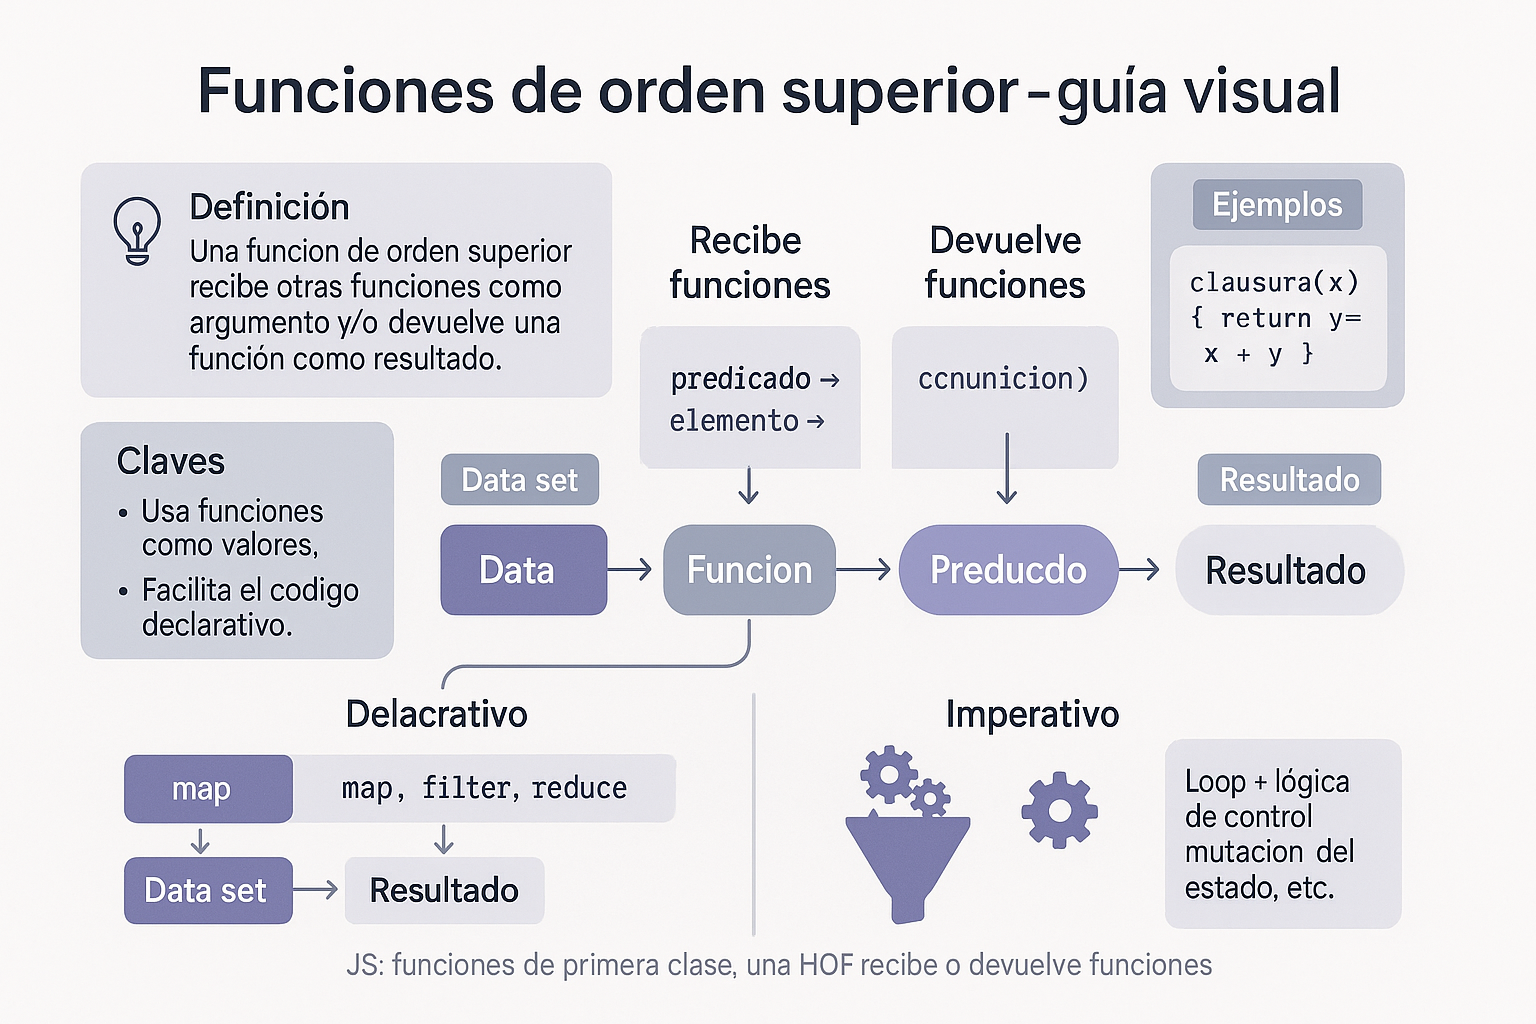 Funciones de orden superior-guía visual
Definición
Una funcion de orden superior
recibe otras funciones como
argumento y/o devuelve una
función como resultado.
Claves
• Usa funciones
como valores,
• Facilita el codigo
declarativo.
Recibe
funciones
predicado →
elemento →
Devuelve
funciones
ccnunicion)
Ejemplos
clausura(x)
{ return y=
x + y }
Data set
Data
Funcion
Preducdo
Resultado
Resultado
Delacrativo
map
map, filter, reduce
Data set
Resultado
Imperativo
Loop + lógica
de control
mutacion del
estado, etc.
JS: funciones de primera clase, una HOF recibe o devuelve funciones